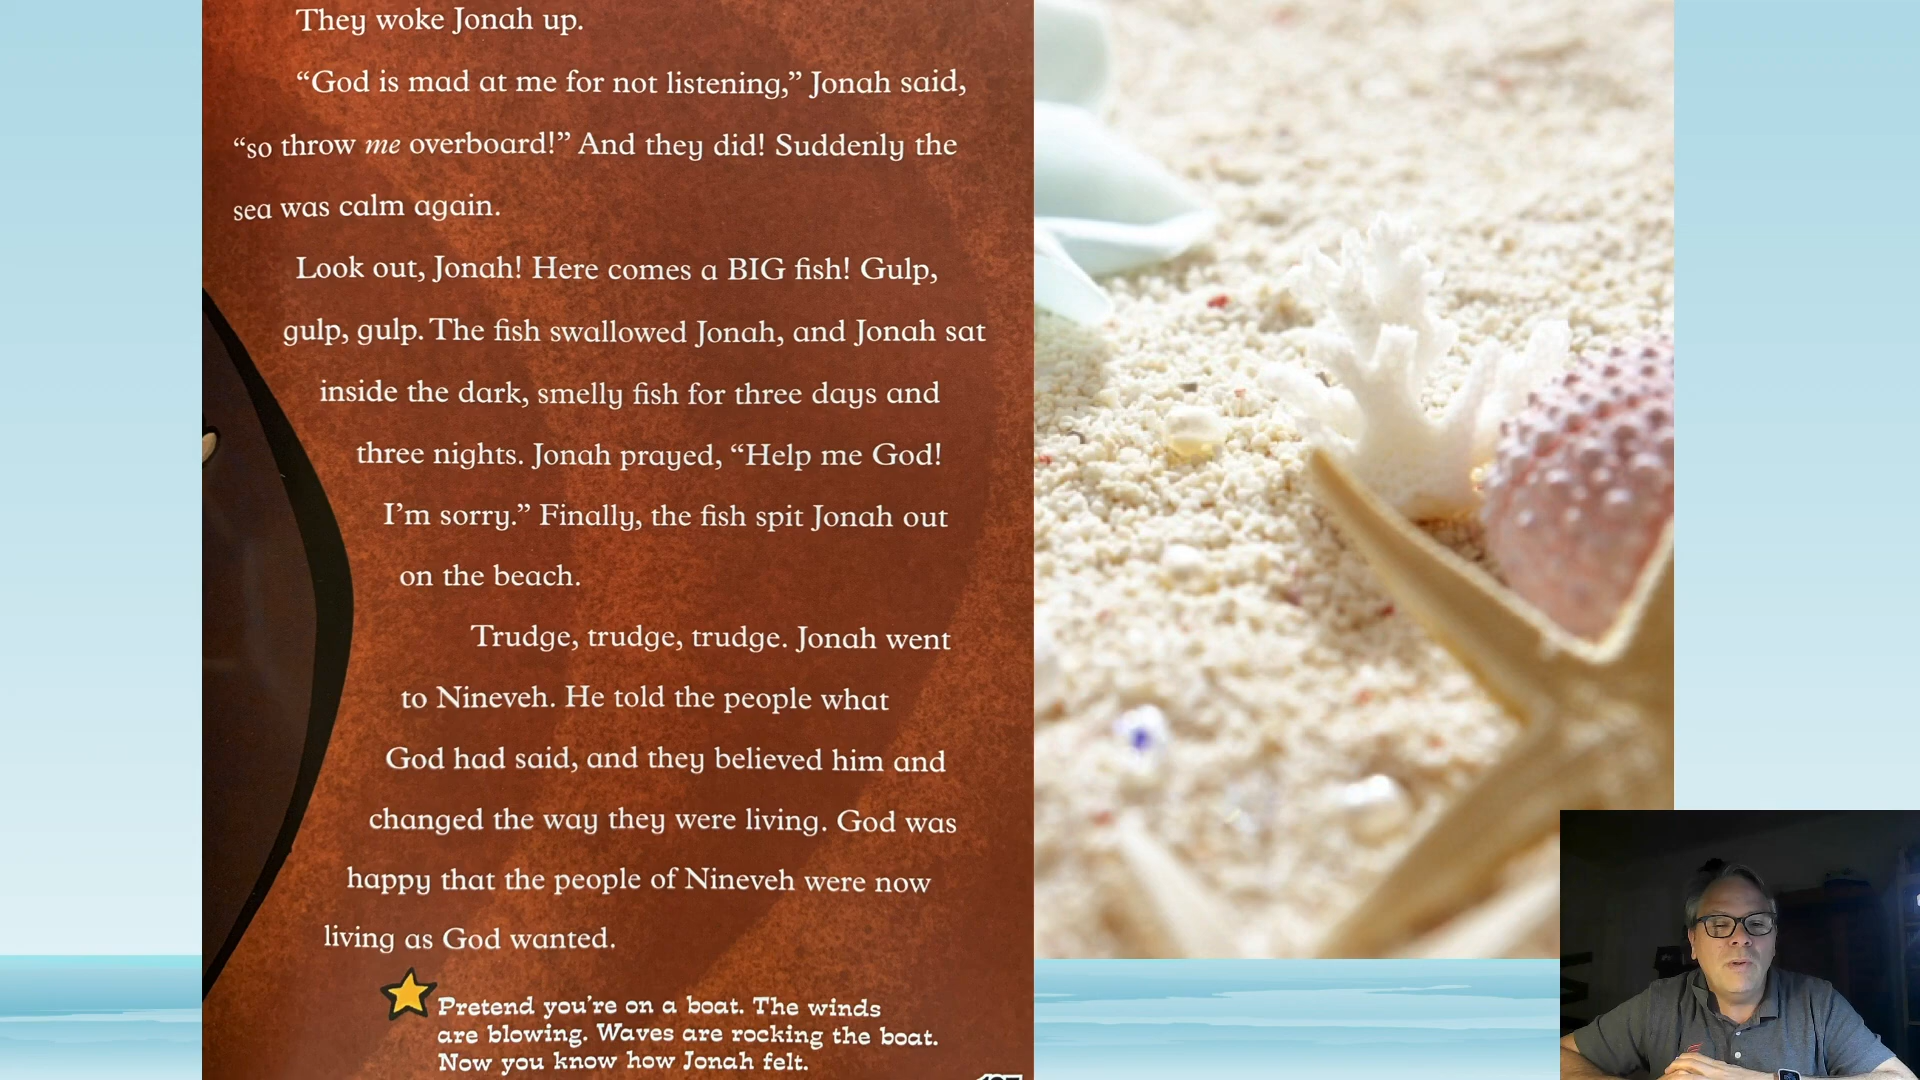 They woke Jonah up.
“God is mad at me for not listening,” Jonah said,
“so throw me overboard!” And they did! Suddenly the
sea was calm again.
Look out, Jonah! Here comes a BIG fish! Gulp,
gulp, gulp. The fish swallowed Jonah, and Jonah sat
inside the dark, smelly fish for three days and
three nights. Jonah prayed, “Help me God!
I’m sorry.” Finally, the fish spit Jonah out
on the beach.
Trudge, trudge, trudge. Jonah went
to Nineveh. He told the people what
God had said, and they believed him and
changed the way they were living. God was
happy that the people of Nineveh were now
living as God wanted.
Pretend you’re on a boat. The winds
are blowing. Waves are rocking the boat.
Now you know how Jonah felt.